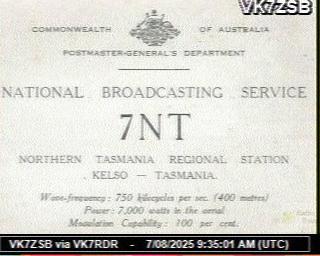 VK7ZSB
COMMONWEALTH OF AUSTRALIA
POSTMASTER-GENERAL'S DEPARTMENT
NATIONAL BROADCASTING SERVICE
7NT
NORTHERN TASMANIA REGIONAL STATION
KELSO — TASMANIA.
Wave-frequency: 750 kilocycles per sec. (400 metres)
Power: 7,000 watts in the aerial
Modulation Capability: 100 per cent.
VK7ZSB via VK7RDR - 7/08/2025 9:35:01 AM (UTC)